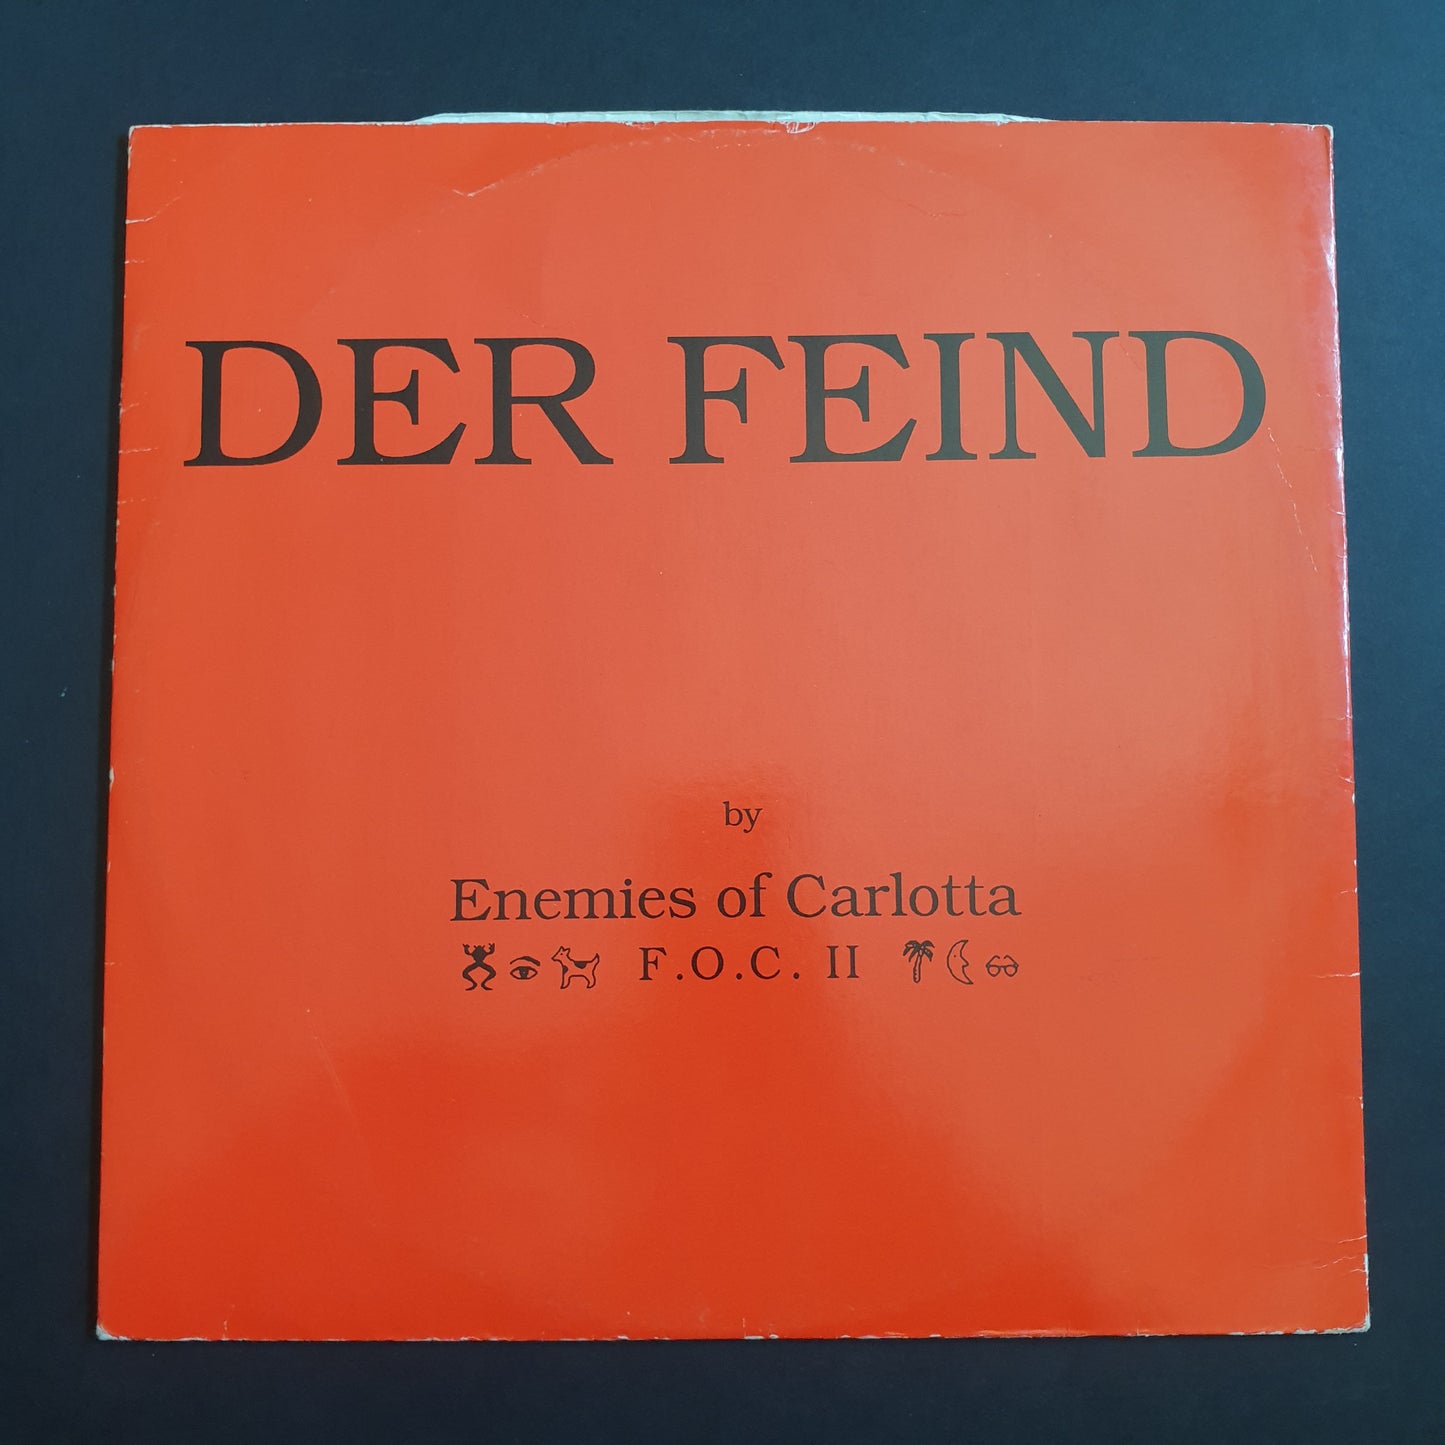 DER FEIND
by
Enemies of Carlotta
F.O.C. II